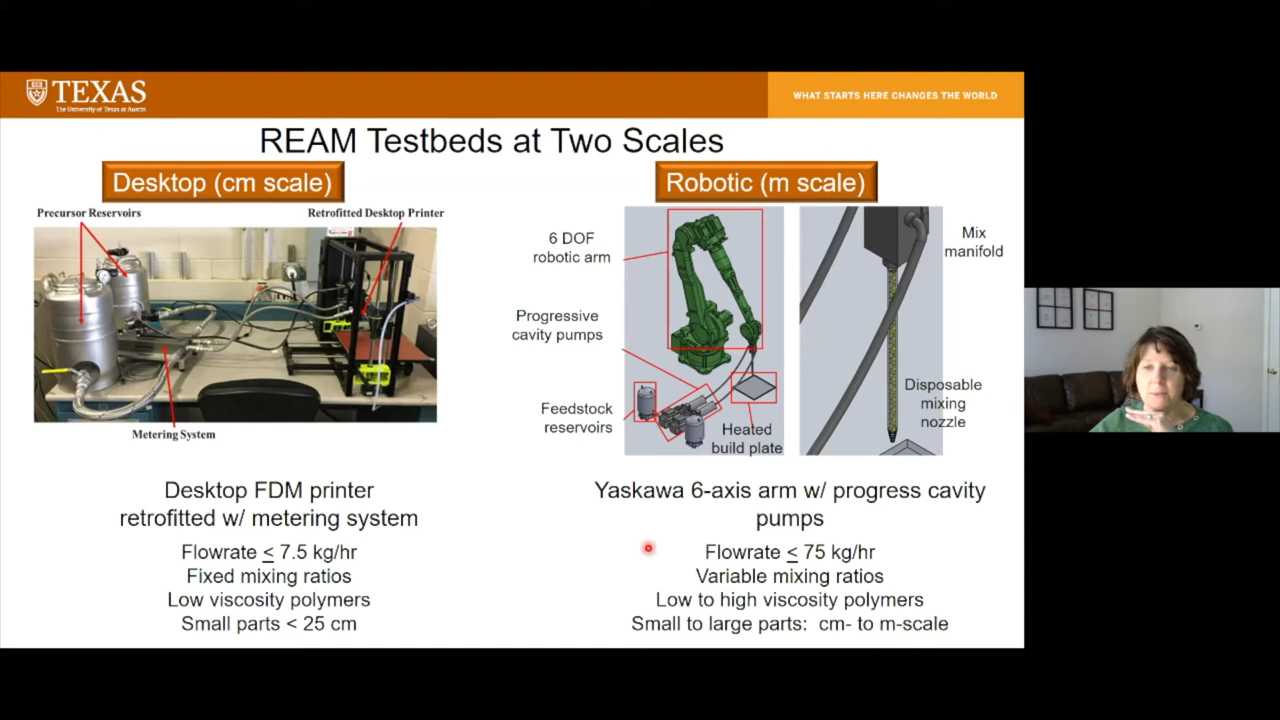 TEXAS
The University of Texas at Austin
WHAT STARTS HERE CHANGES THE WORLD
REAM Testbeds at Two Scales
Desktop (cm scale)
Precursor Reservoirs
Retrofitted Desktop Printer
Metering System
Desktop FDM printer
retrofitted w/ metering system
Flowrate ≤ 7.5 kg/hr
Fixed mixing ratios
Low viscosity polymers
Small parts < 25 cm
Robotic (m scale)
6 DOF
robotic arm
Progressive
cavity pumps
Feedstock
reservoirs
Heated
build plate
Mix
manifold
Disposable
mixing
nozzle
Yaskawa 6-axis arm w/ progress cavity
pumps
Flowrate ≤ 75 kg/hr
Variable mixing ratios
Low to high viscosity polymers
Small to large parts: cm- to m-scale